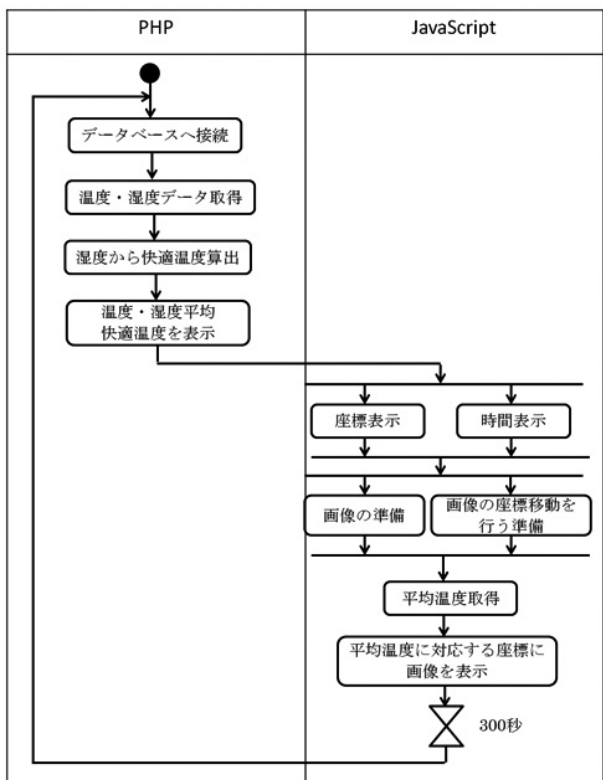 PHP
JavaScript
データベースへ接続
温度・湿度データ取得
湿度から快適温度算出
温度・湿度平均
快適温度を表示
座標表示
時間表示
画像の準備
画像の座標移動を
行う準備
平均温度取得
平均温度に対応する座標に
画像を表示
300秒